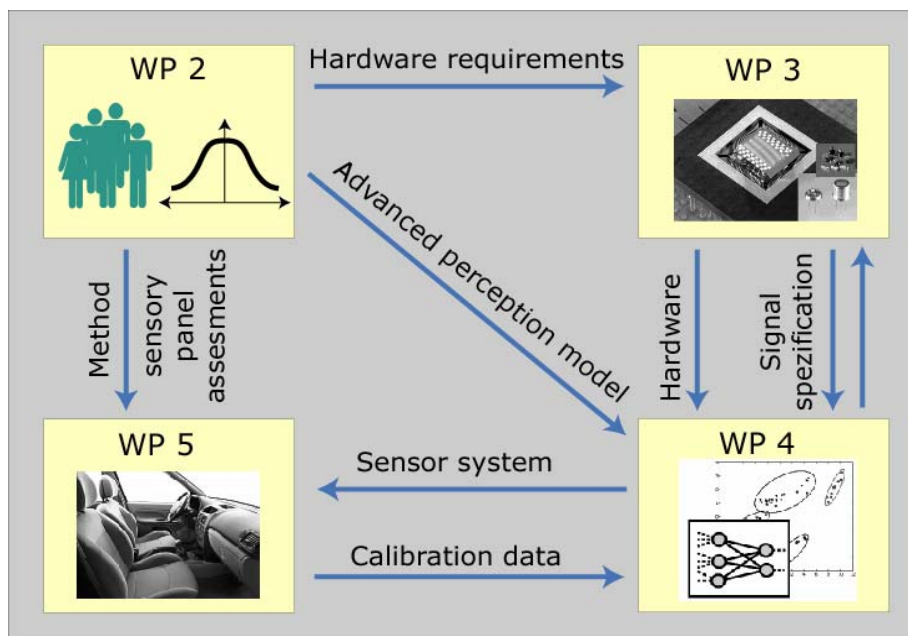 WP 2
Hardware requirements
WP 3
Advanced perception model
Method
sensory
panel
assesments
Hardware
Signal
spezification
WP 5
Sensor system
WP 4
Calibration data